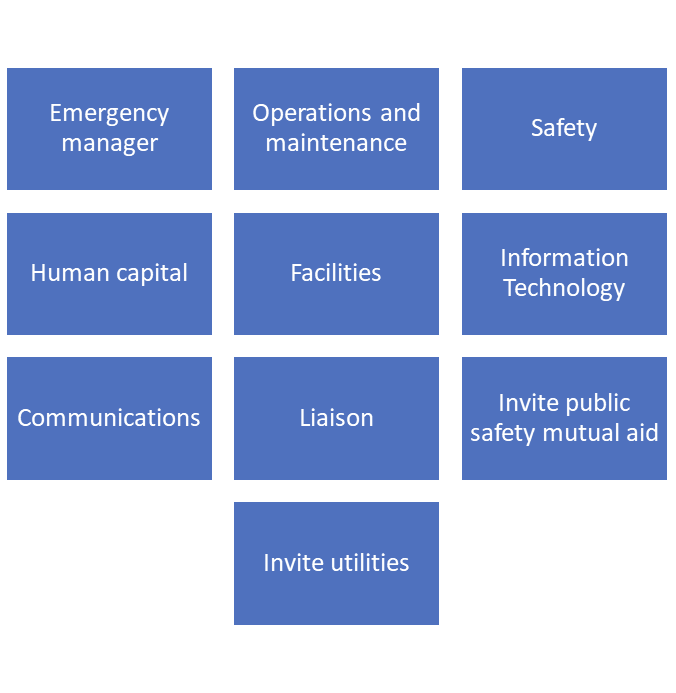 Emergency
manager
Operations and
maintenance
Safety
Human capital
Facilities
Information
Technology
Communications
Liaison
Invite public
safety mutual aid
Invite utilities